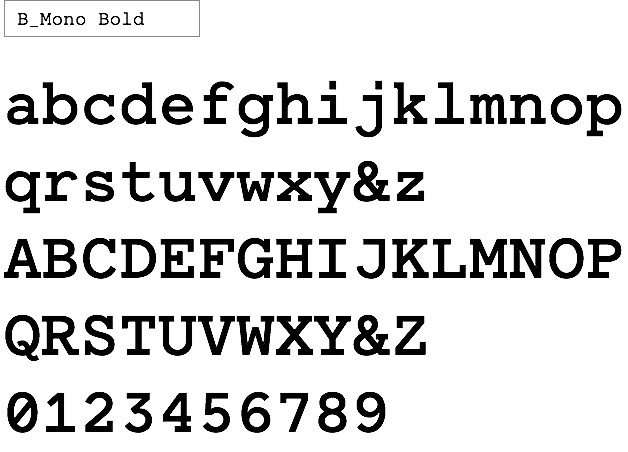 B_Mono Bold
abcdefghijklmnop
qrstuvwxy&z
ABCDEFGHIJKLMNOP
QRSTUVWXY&Z
0123456789